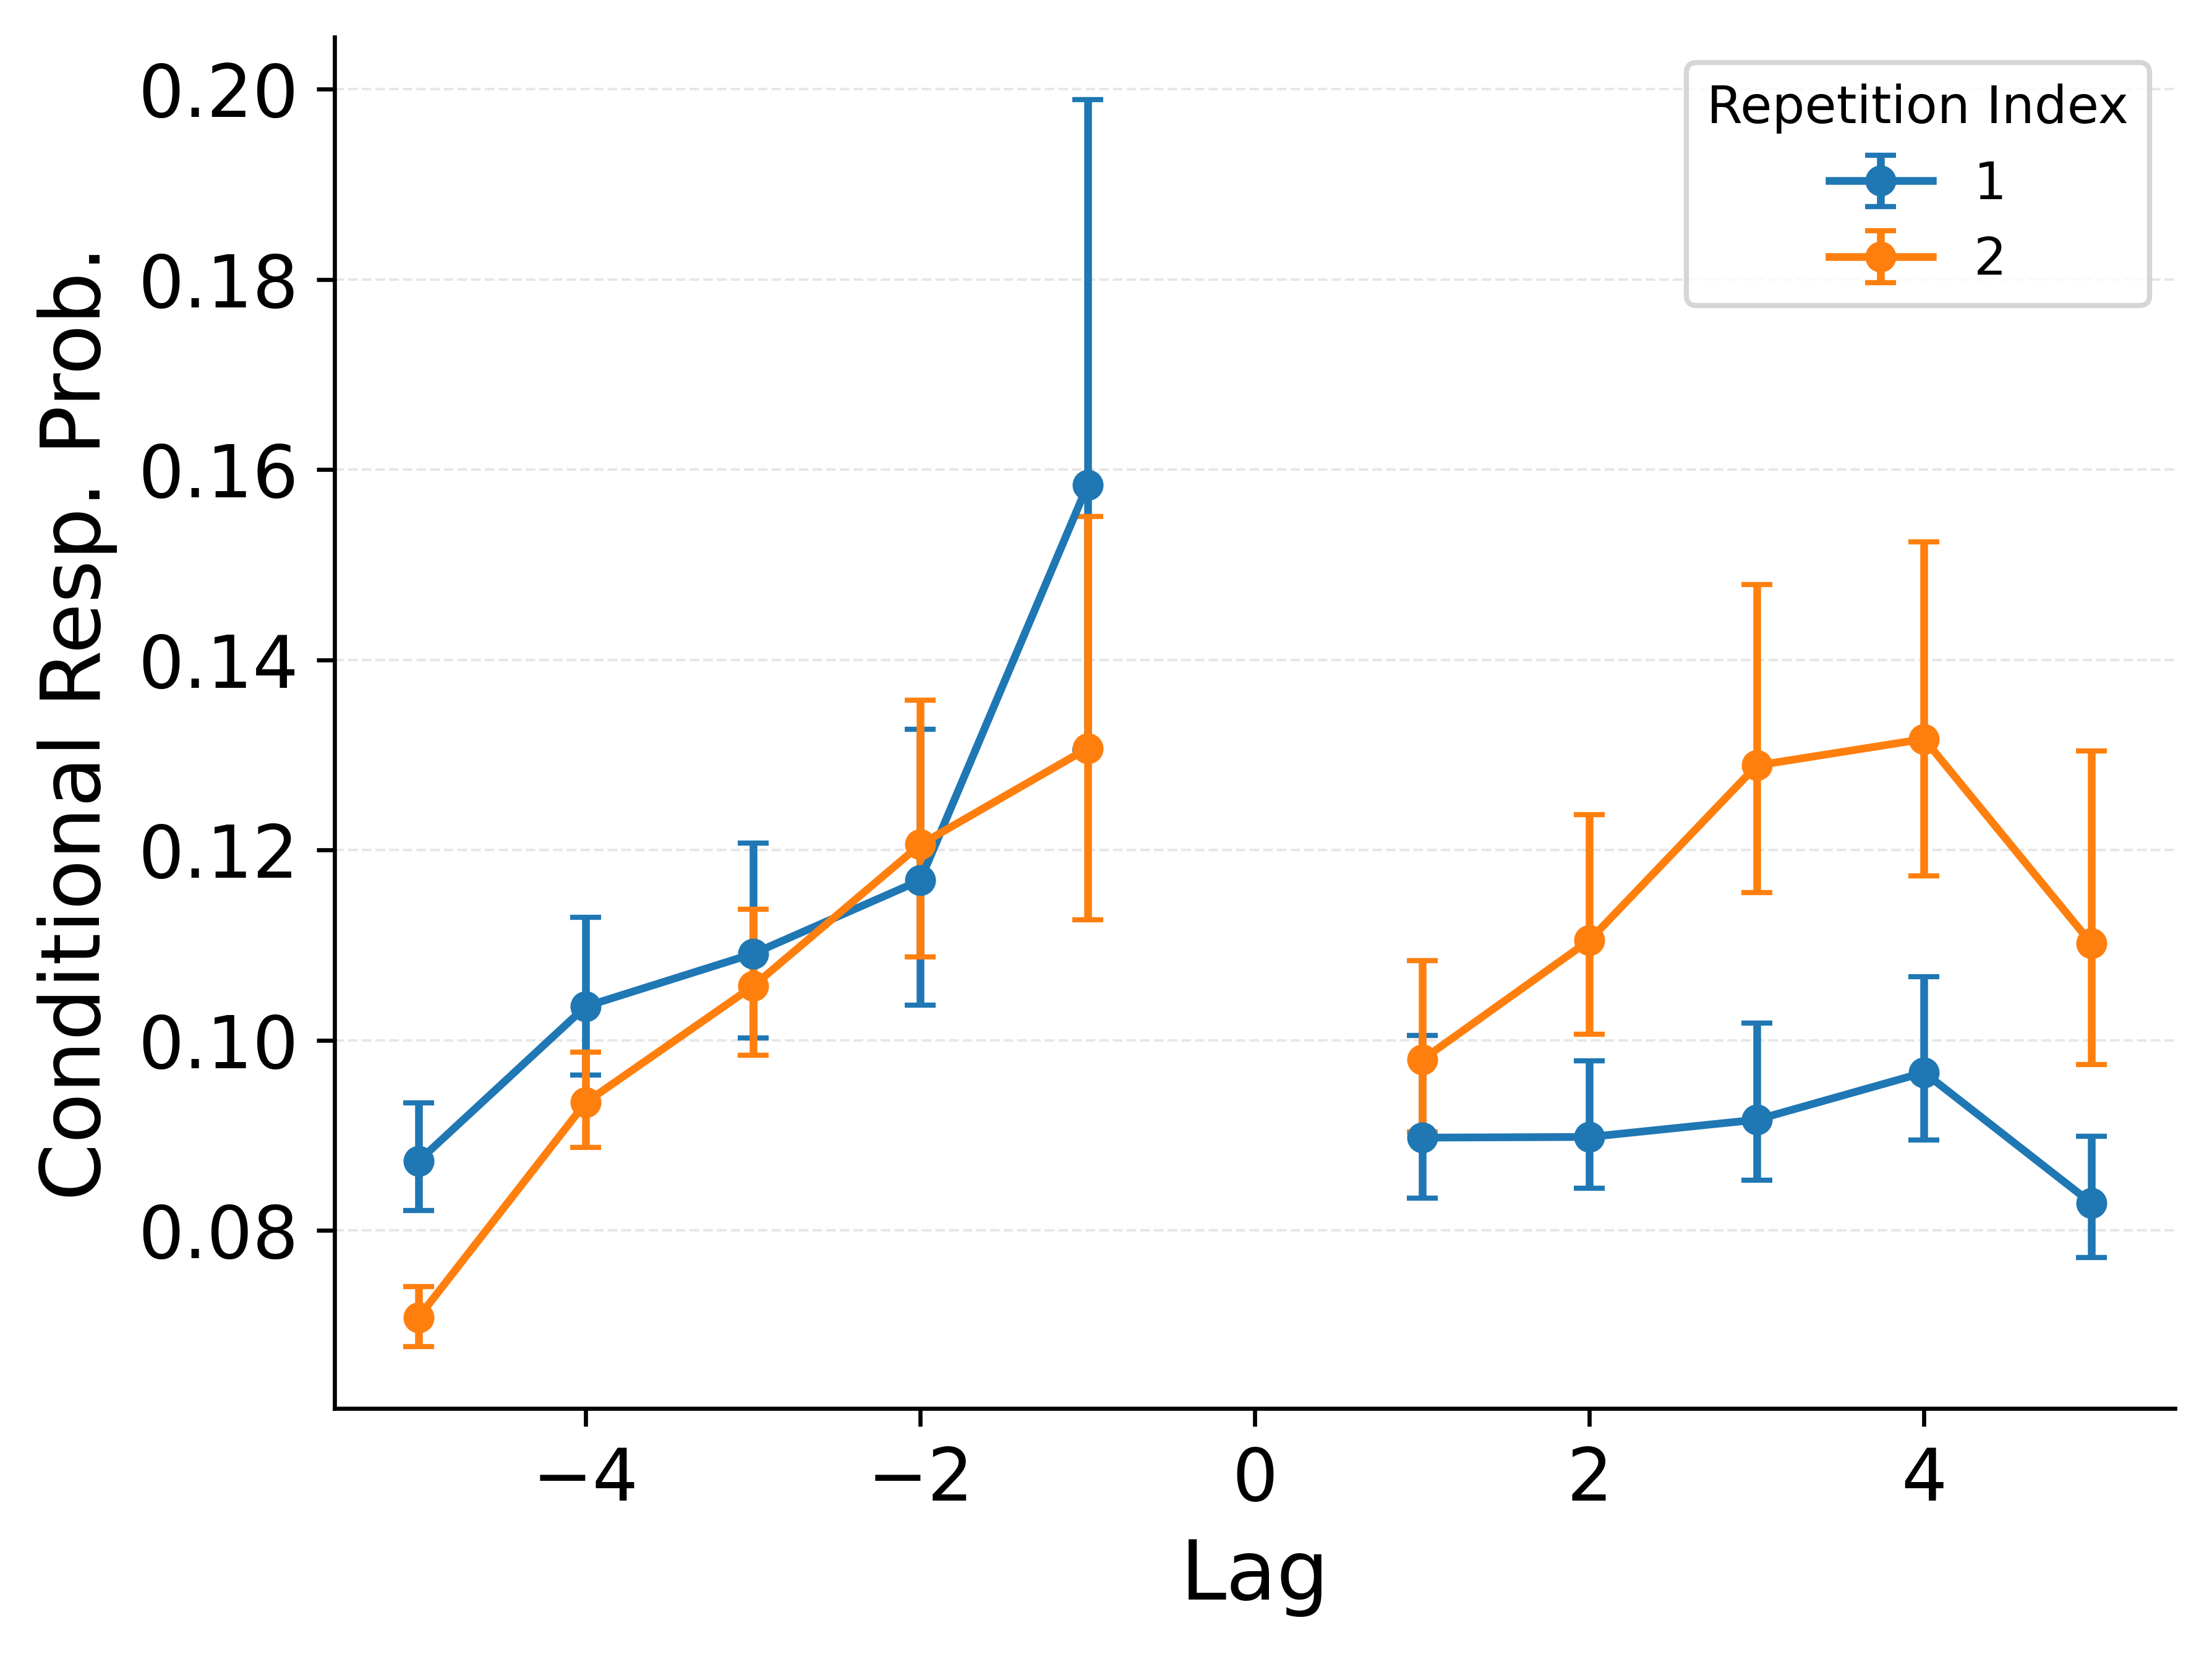 0.20
0.18
0.16
0.14
0.12
0.10
0.08
Conditional Resp. Prob.
Repetition Index
1
2
−4 −2 0 2 4
Lag